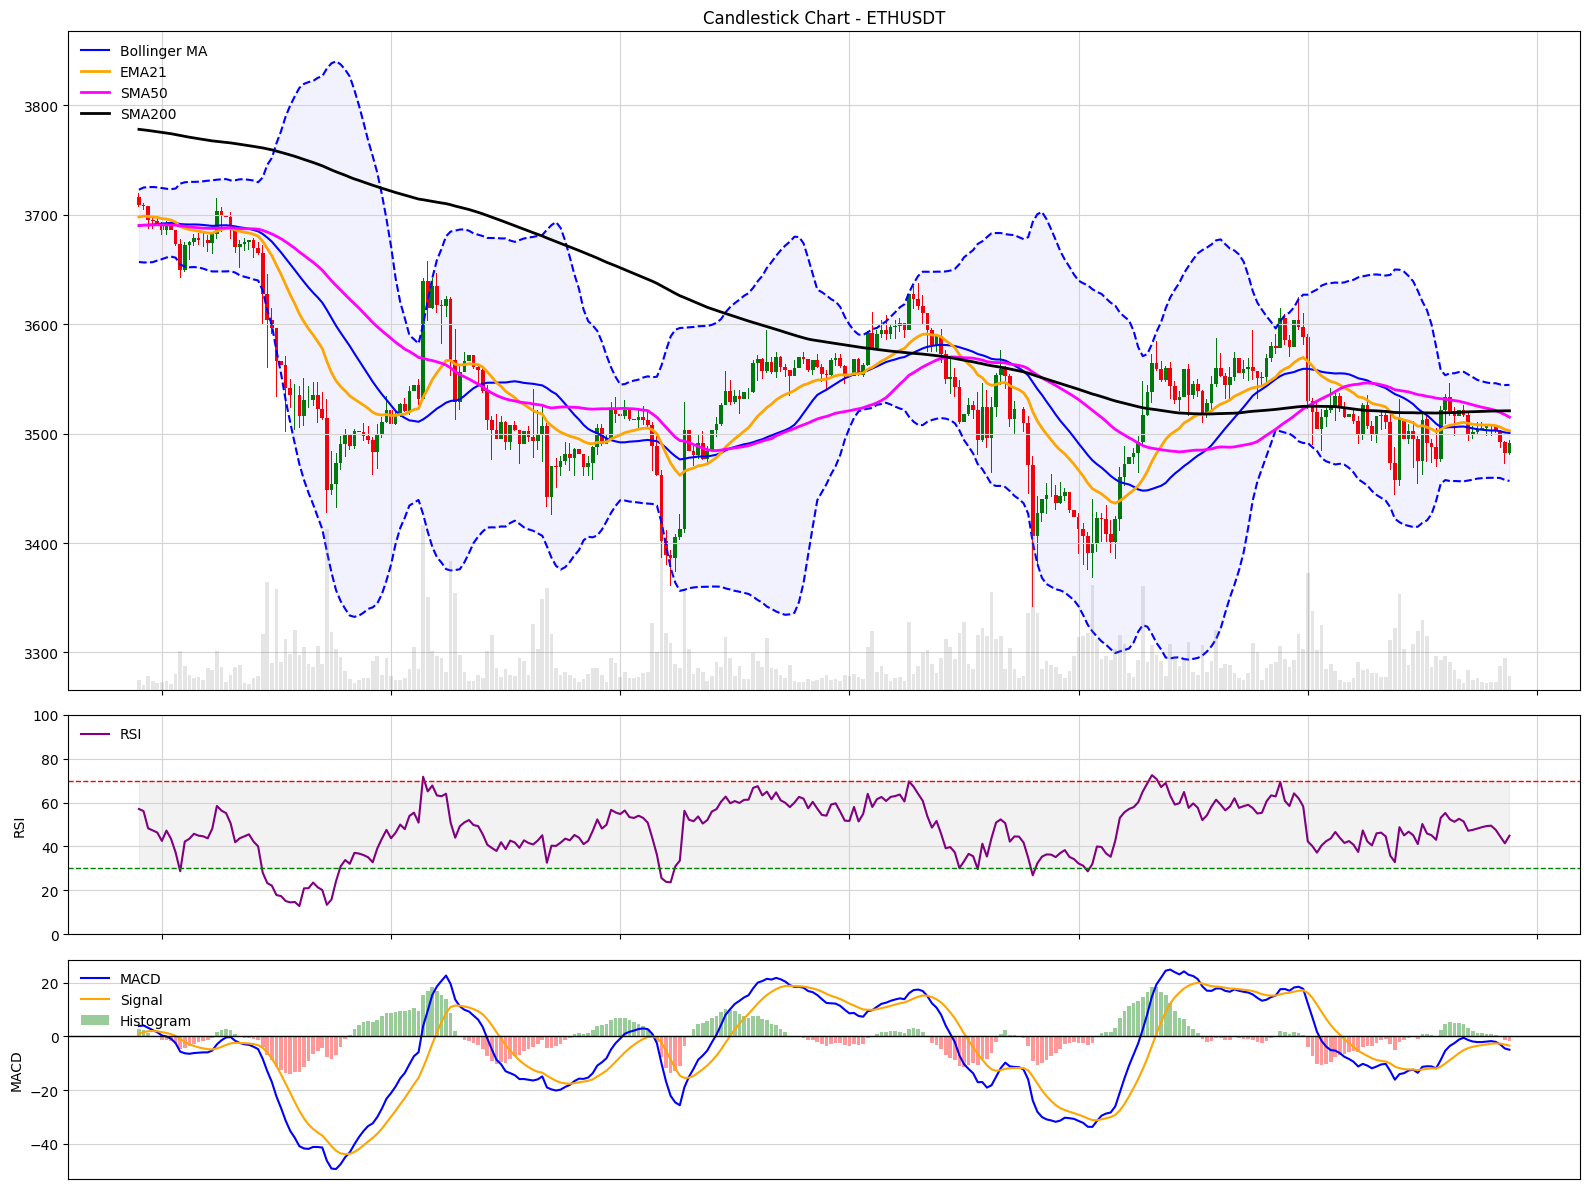 Candlestick Chart - ETHUSDT
Bollinger MA
EMA21
SMA50
SMA200
3800
3700
3600
3500
3400
3300
RSI
100
80
60
40
20
0
RSI
MACD
Signal
Histogram
20
0
−20
−40
MACD